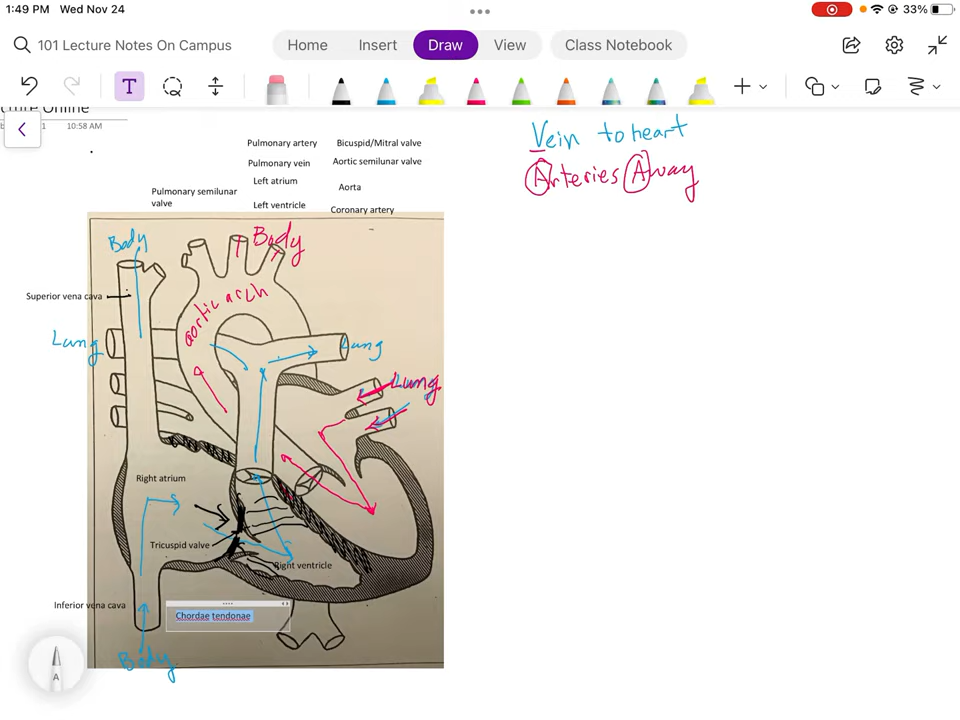 1:49 PM Wed Nov 24
33%
101 Lecture Notes On Campus
Home Insert Draw View Class Notebook
T
Online
10:58 AM
Vein to heart
Arteries Away
Pulmonary artery Bicuspid/Mitral valve
Pulmonary vein Aortic semilunar valve
Left atrium
Aorta
Pulmonary semilunar
valve
Left ventricle
Coronary artery
Body
Body
Superior vena cava
aortic arch
Lung
Lung
Lung
Right atrium
Tricuspid valve
Right ventricle
Inferior vena cava
Chordae tendonae
Body
A